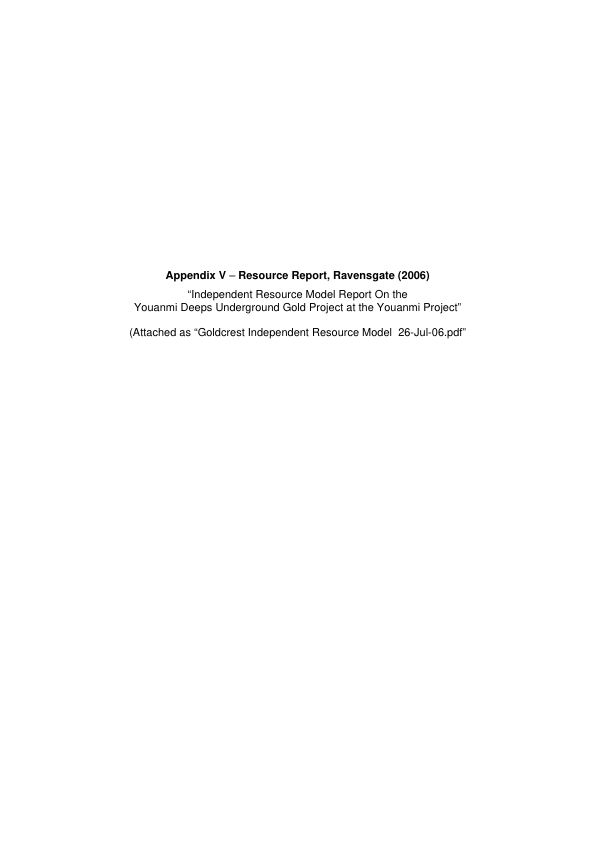 Appendix V – Resource Report, Ravensgate (2006)
“Independent Resource Model Report On the
Youanmi Deeps Underground Gold Project at the Youanmi Project”
(Attached as “Goldcrest Independent Resource Model  26-Jul-06.pdf”